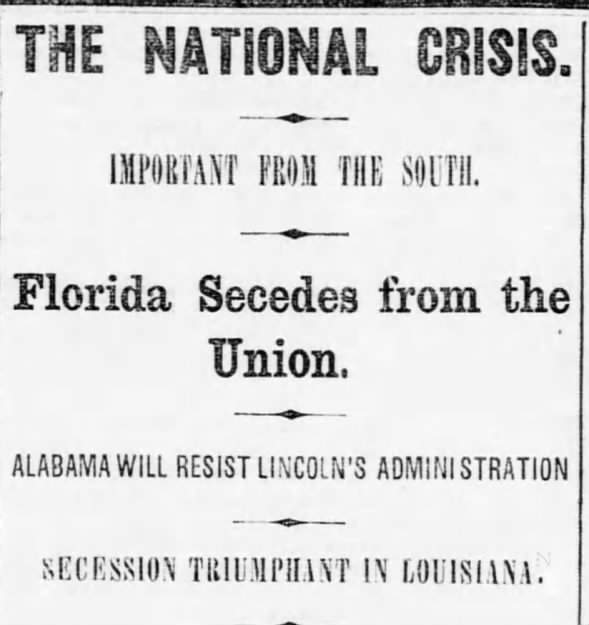 THE NATIONAL CRISIS.
IMPORTANT FROM THE SOUTH.
Florida Secedes from the
Union.
ALABAMA WILL RESIST LINCOLN'S ADMINISTRATION
SECESSION TRIUMPHANT IN LOUISIANA.